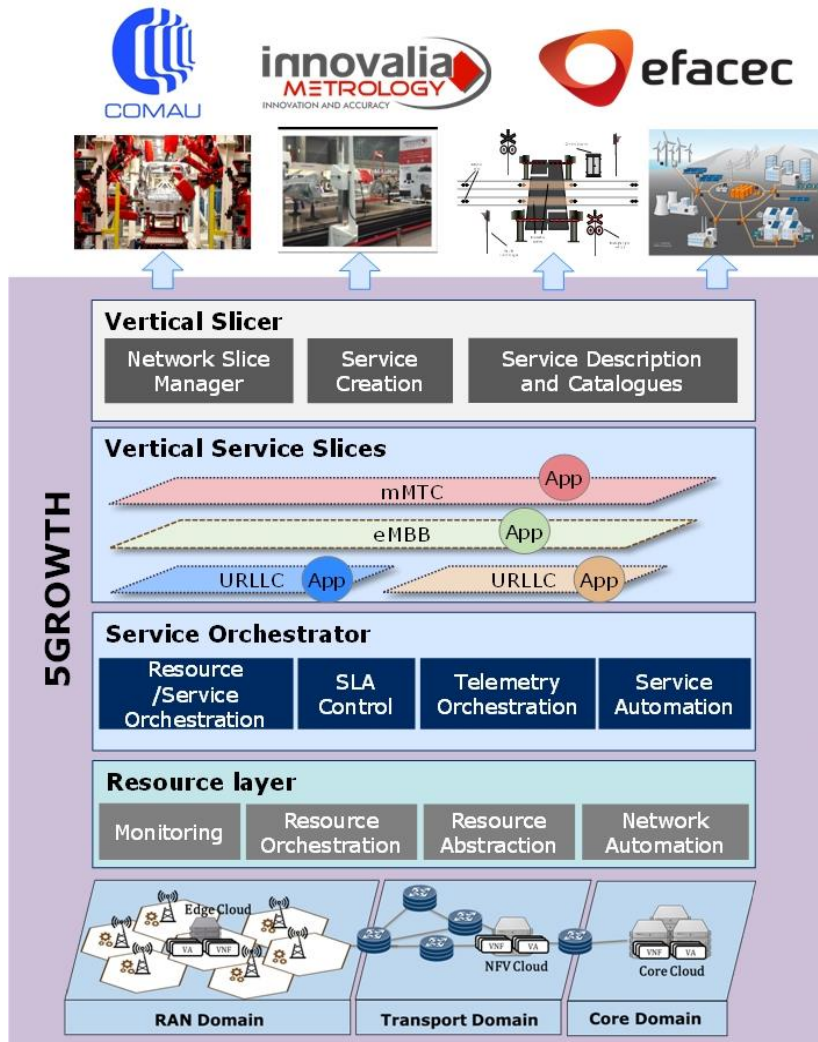 COMAU
innovalia
METROLOGY
INNOVATION AND ACCURACY
efacec
5GROWTH
Vertical Slicer
Network Slice
Manager
Service
Creation
Service Description
and Catalogues
Vertical Service Slices
App
mMTC
App
eMBB
URLLC App
URLLC App
Service Orchestrator
Resource
/Service
Orchestration
SLA
Control
Telemetry
Orchestration
Service
Automation
Resource layer
Monitoring
Resource
Orchestration
Resource
Abstraction
Network
Automation
Edge Cloud
VA VNF
VNF VA
NFV Cloud
VNF VA
Core Cloud
RAN Domain
Transport Domain
Core Domain